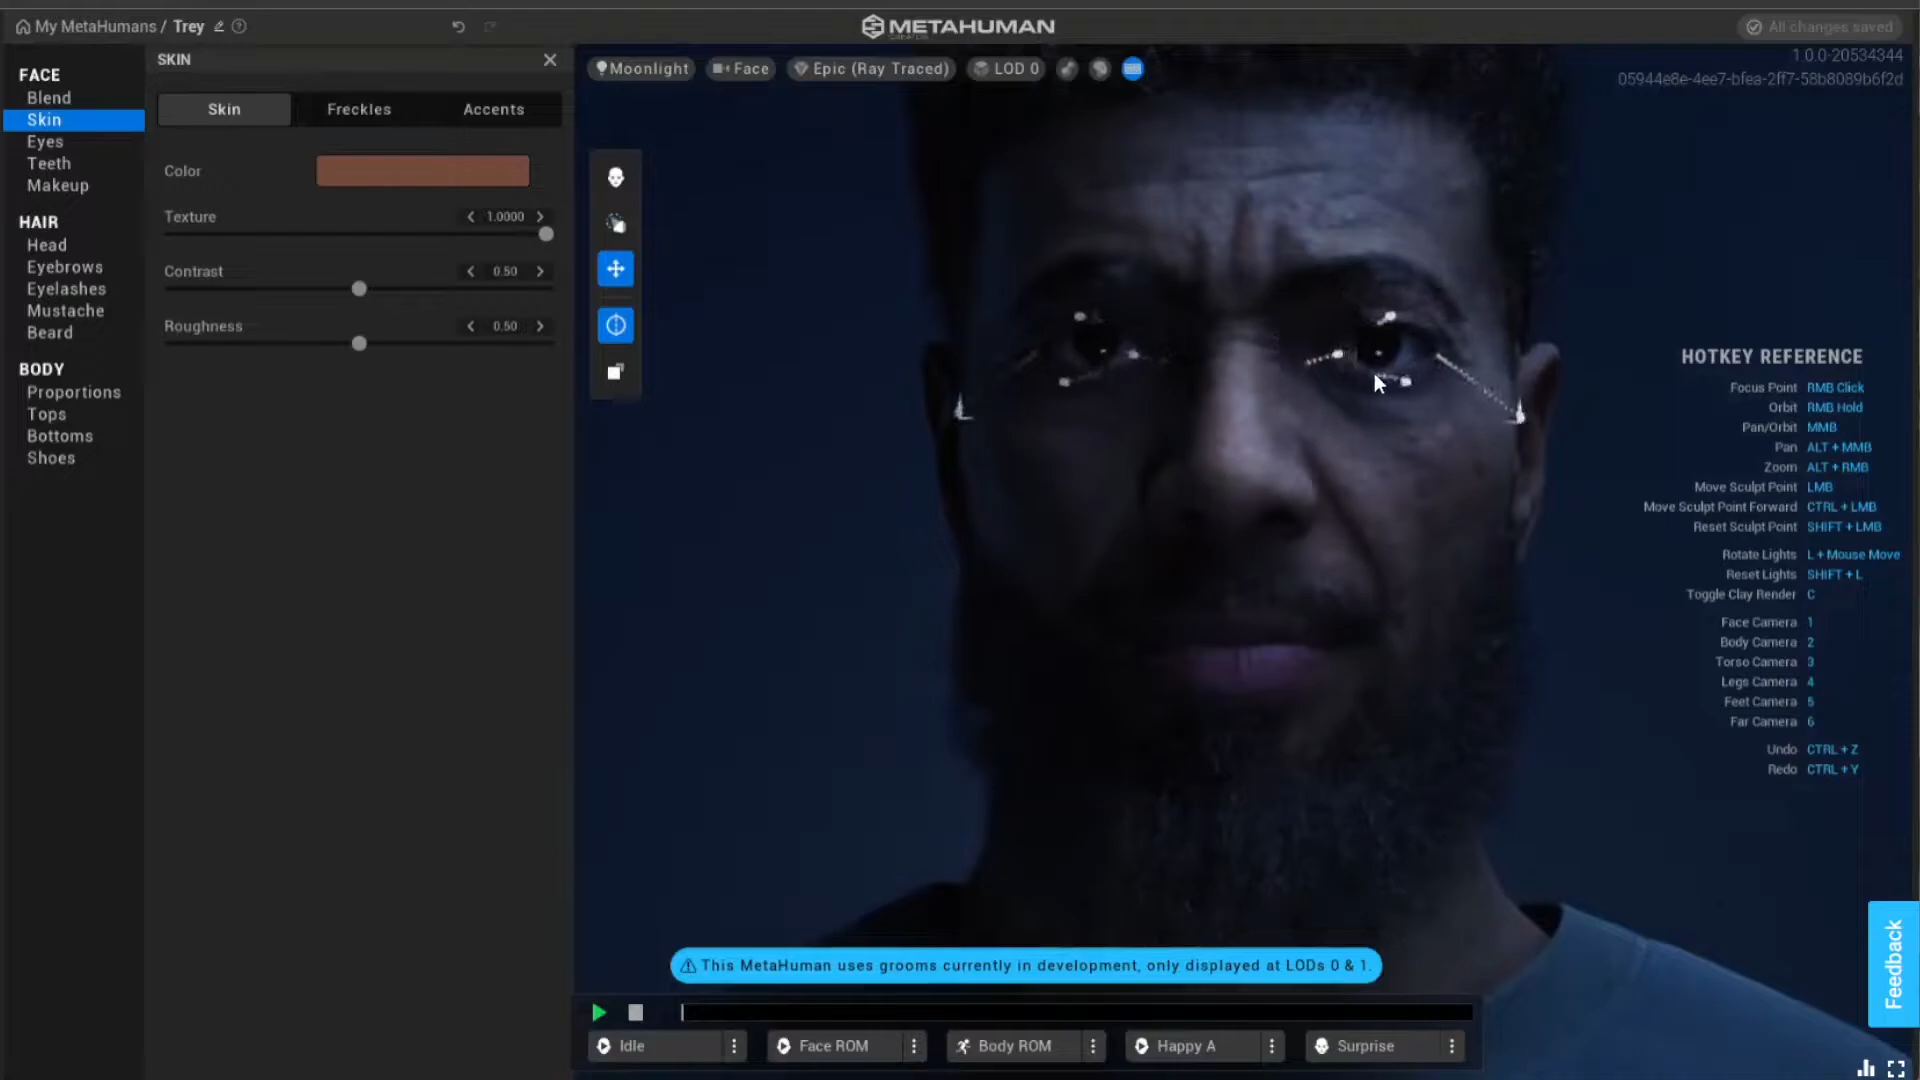 My MetaHumans / Trey
METAHUMAN
CREATOR
All changes saved
1.0.0-20534344
05944e8e-4ee7-bfea-2ff7-58b8089b6f2d
FACE
Blend
Skin
Eyes
Teeth
Makeup
HAIR
Head
Eyebrows
Eyelashes
Mustache
Beard
BODY
Proportions
Tops
Bottoms
Shoes
SKIN
Skin Freckles Accents
Color
Texture 1.0000
Contrast 0.50
Roughness 0.50
Moonlight Face Epic (Ray Traced) LOD 0
HOTKEY REFERENCE
Focus Point RMB Click
Orbit RMB Hold
Pan/Orbit MMB
Pan ALT + MMB
Zoom ALT + RMB
Move Sculpt Point LMB
Move Sculpt Point Forward CTRL + LMB
Reset Sculpt Point SHIFT + LMB
Rotate Lights L + Mouse Move
Reset Lights SHIFT + L
Toggle Clay Render C
Face Camera 1
Body Camera 2
Torso Camera 3
Legs Camera 4
Feet Camera 5
Far Camera 6
Undo CTRL + Z
Redo CTRL + Y
Feedback
This MetaHuman uses grooms currently in development, only displayed at LODs 0 & 1.
Idle Face ROM Body ROM Happy A Surprise